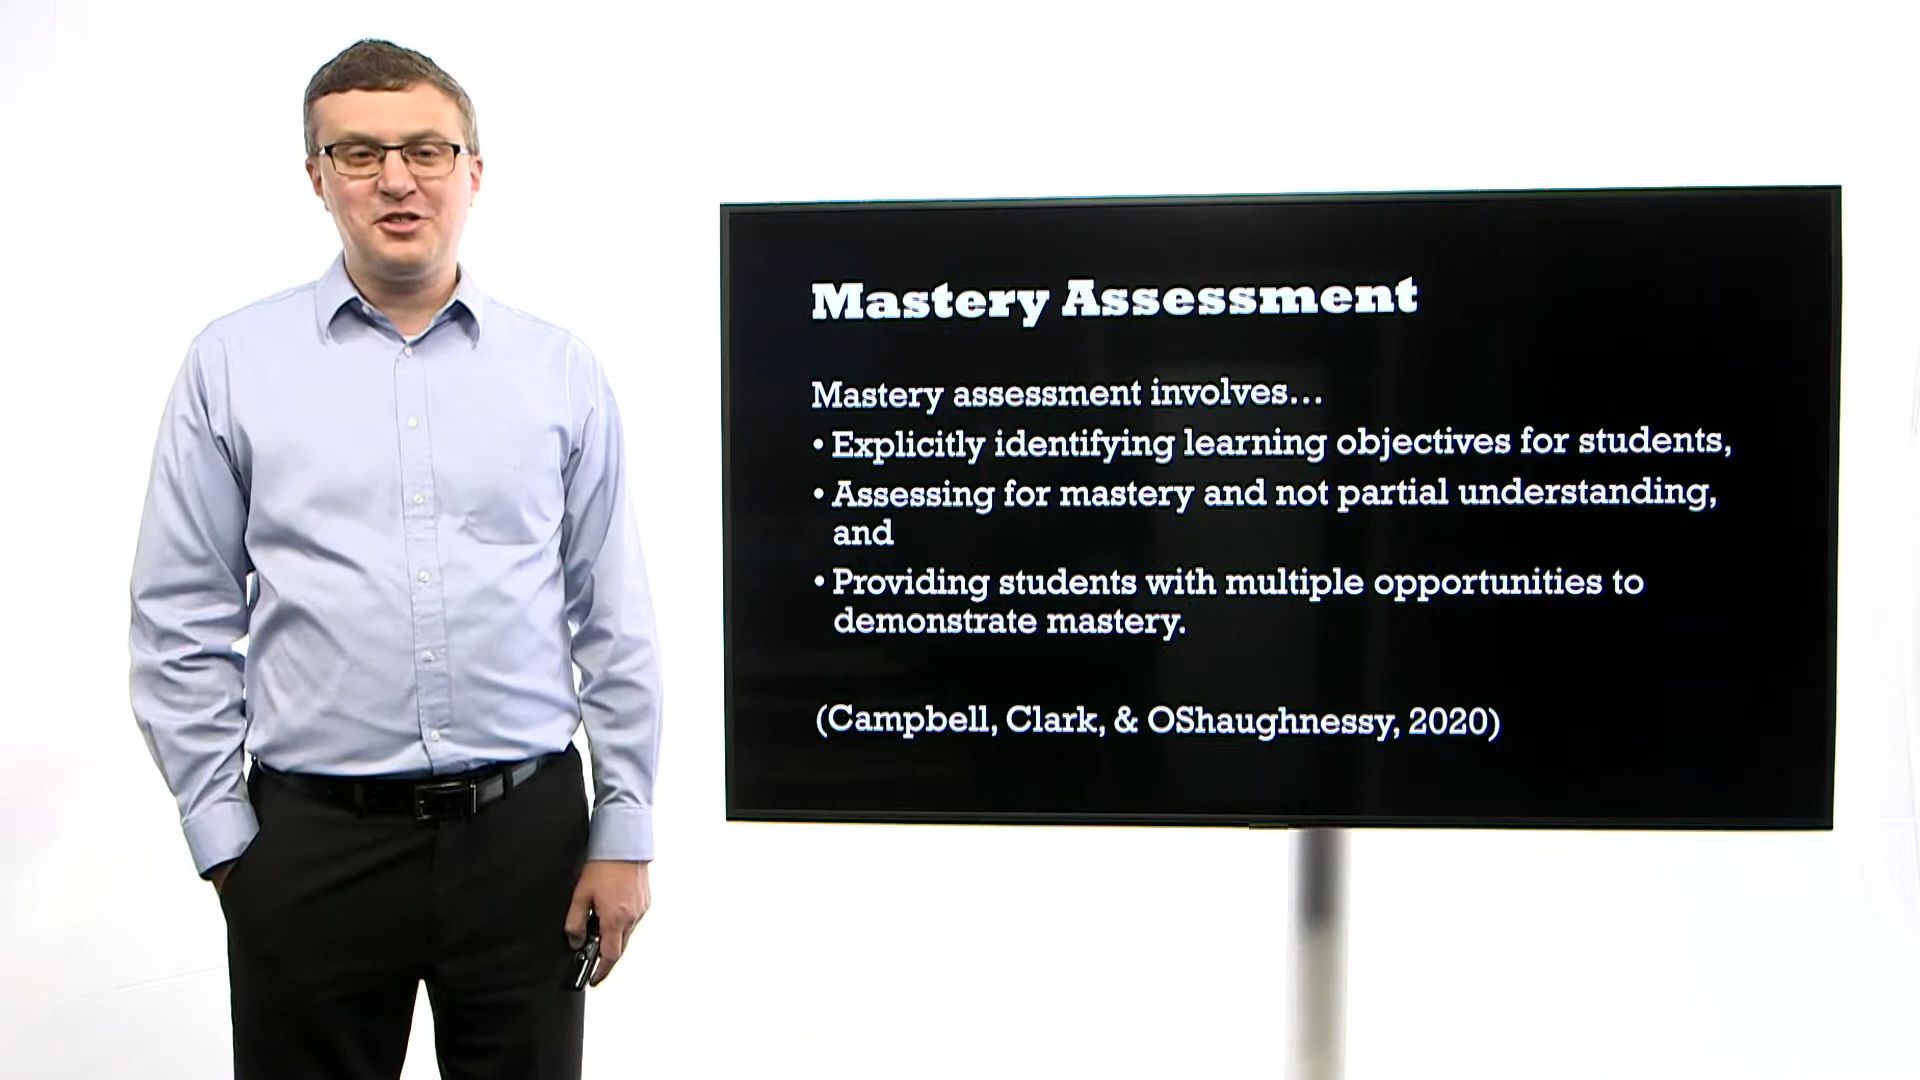 Mastery Assessment
Mastery assessment involves...
• Explicitly identifying learning objectives for students,
• Assessing for mastery and not partial understanding,
and
• Providing students with multiple opportunities to
demonstrate mastery.
(Campbell, Clark, & OShaughnessy, 2020)